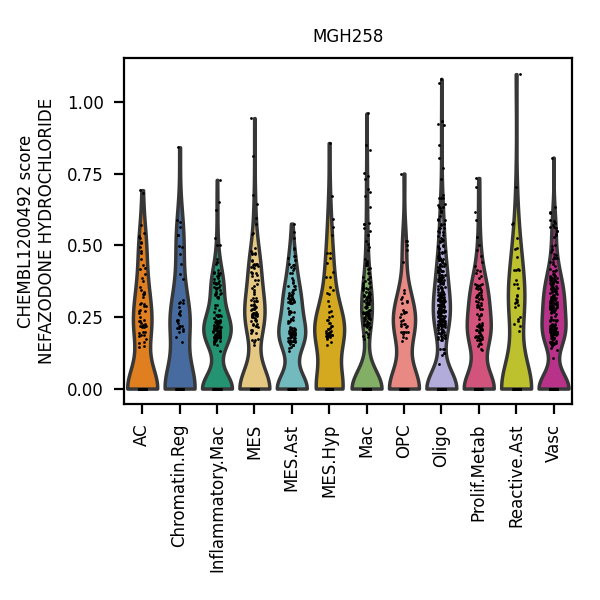 MGH258
CHEMBL1200492 score
NEFAZODONE HYDROCHLORIDE
1.00
0.75
0.50
0.25
0.00
AC
Chromatin.Reg
Inflammatory.Mac
MES
MES.Ast
MES.Hyp
Mac
OPC
Oligo
Prolif.Metab
Reactive.Ast
Vasc